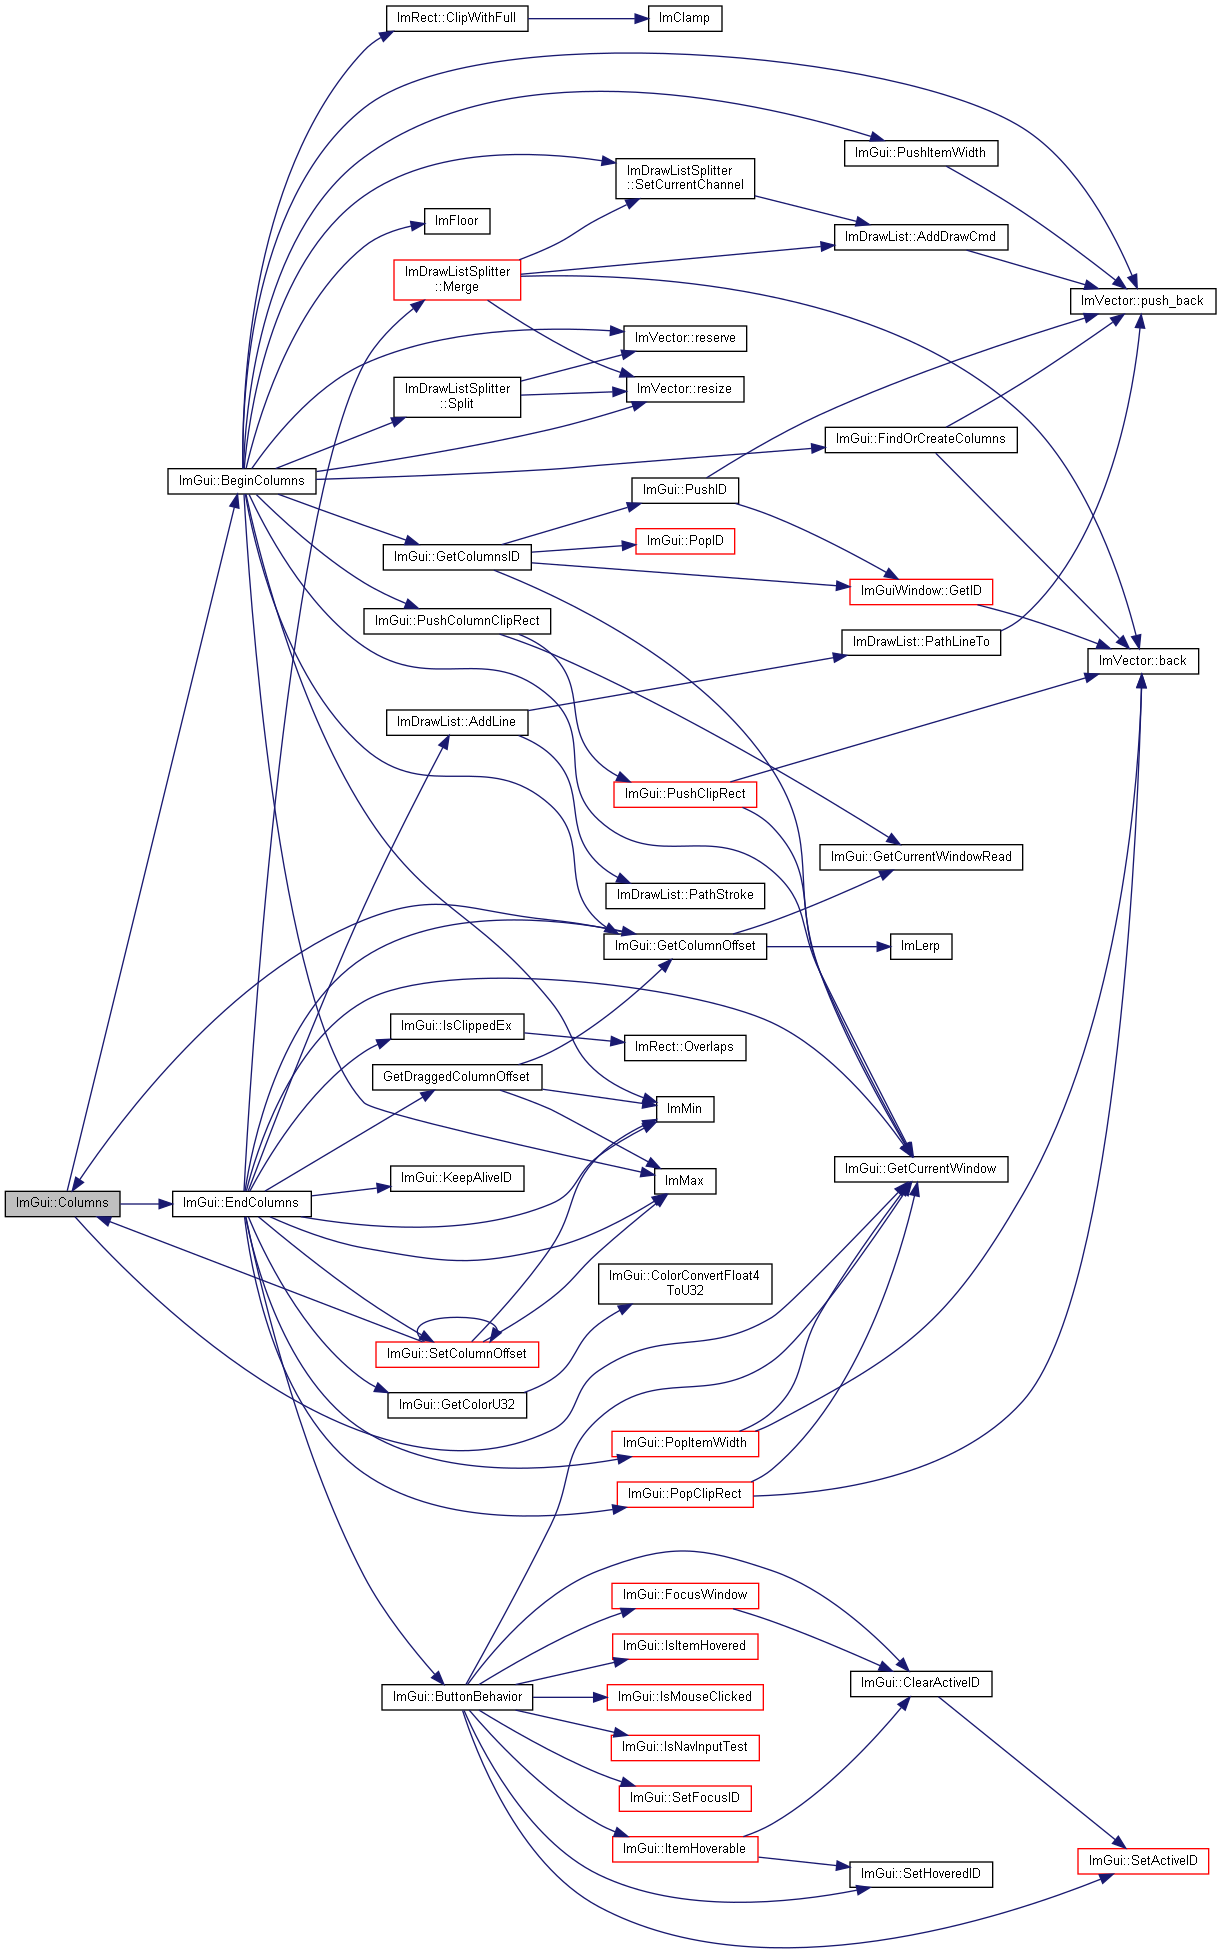 ImRect::ClipWithFull
ImClamp
ImGui::PushItemWidth
ImDrawListSplitter
::SetCurrentChannel
ImFloor
ImDrawList::AddDrawCmd
ImDrawListSplitter
::Merge
ImVector::push_back
ImVector::reserve
ImDrawListSplitter
::Split
ImVector::resize
ImGui::FindOrCreateColumns
ImGui::BeginColumns
ImGui::PushID
ImGui::GetColumnsID
ImGui::PopID
ImGuiWindow::GetID
ImGui::PushColumnClipRect
ImDrawList::PathLineTo
ImVector::back
ImDrawList::AddLine
ImGui::PushClipRect
ImGui::GetCurrentWindowRead
ImDrawList::PathStroke
ImGui::GetColumnOffset
ImLerp
ImGui::IsClippedEx
ImRect::Overlaps
GetDraggedColumnOffset
ImMin
ImGui::GetCurrentWindow
ImGui::KeepAliveID
ImMax
ImGui::Columns
ImGui::EndColumns
ImGui::ColorConvertFloat4
ToU32
ImGui::SetColumnOffset
ImGui::GetColorU32
ImGui::PopItemWidth
ImGui::PopClipRect
ImGui::FocusWindow
ImGui::IsItemHovered
ImGui::ClearActiveID
ImGui::ButtonBehavior
ImGui::IsMouseClicked
ImGui::IsNavInputTest
ImGui::SetFocusID
ImGui::ItemHoverable
ImGui::SetActiveID
ImGui::SetHoveredID